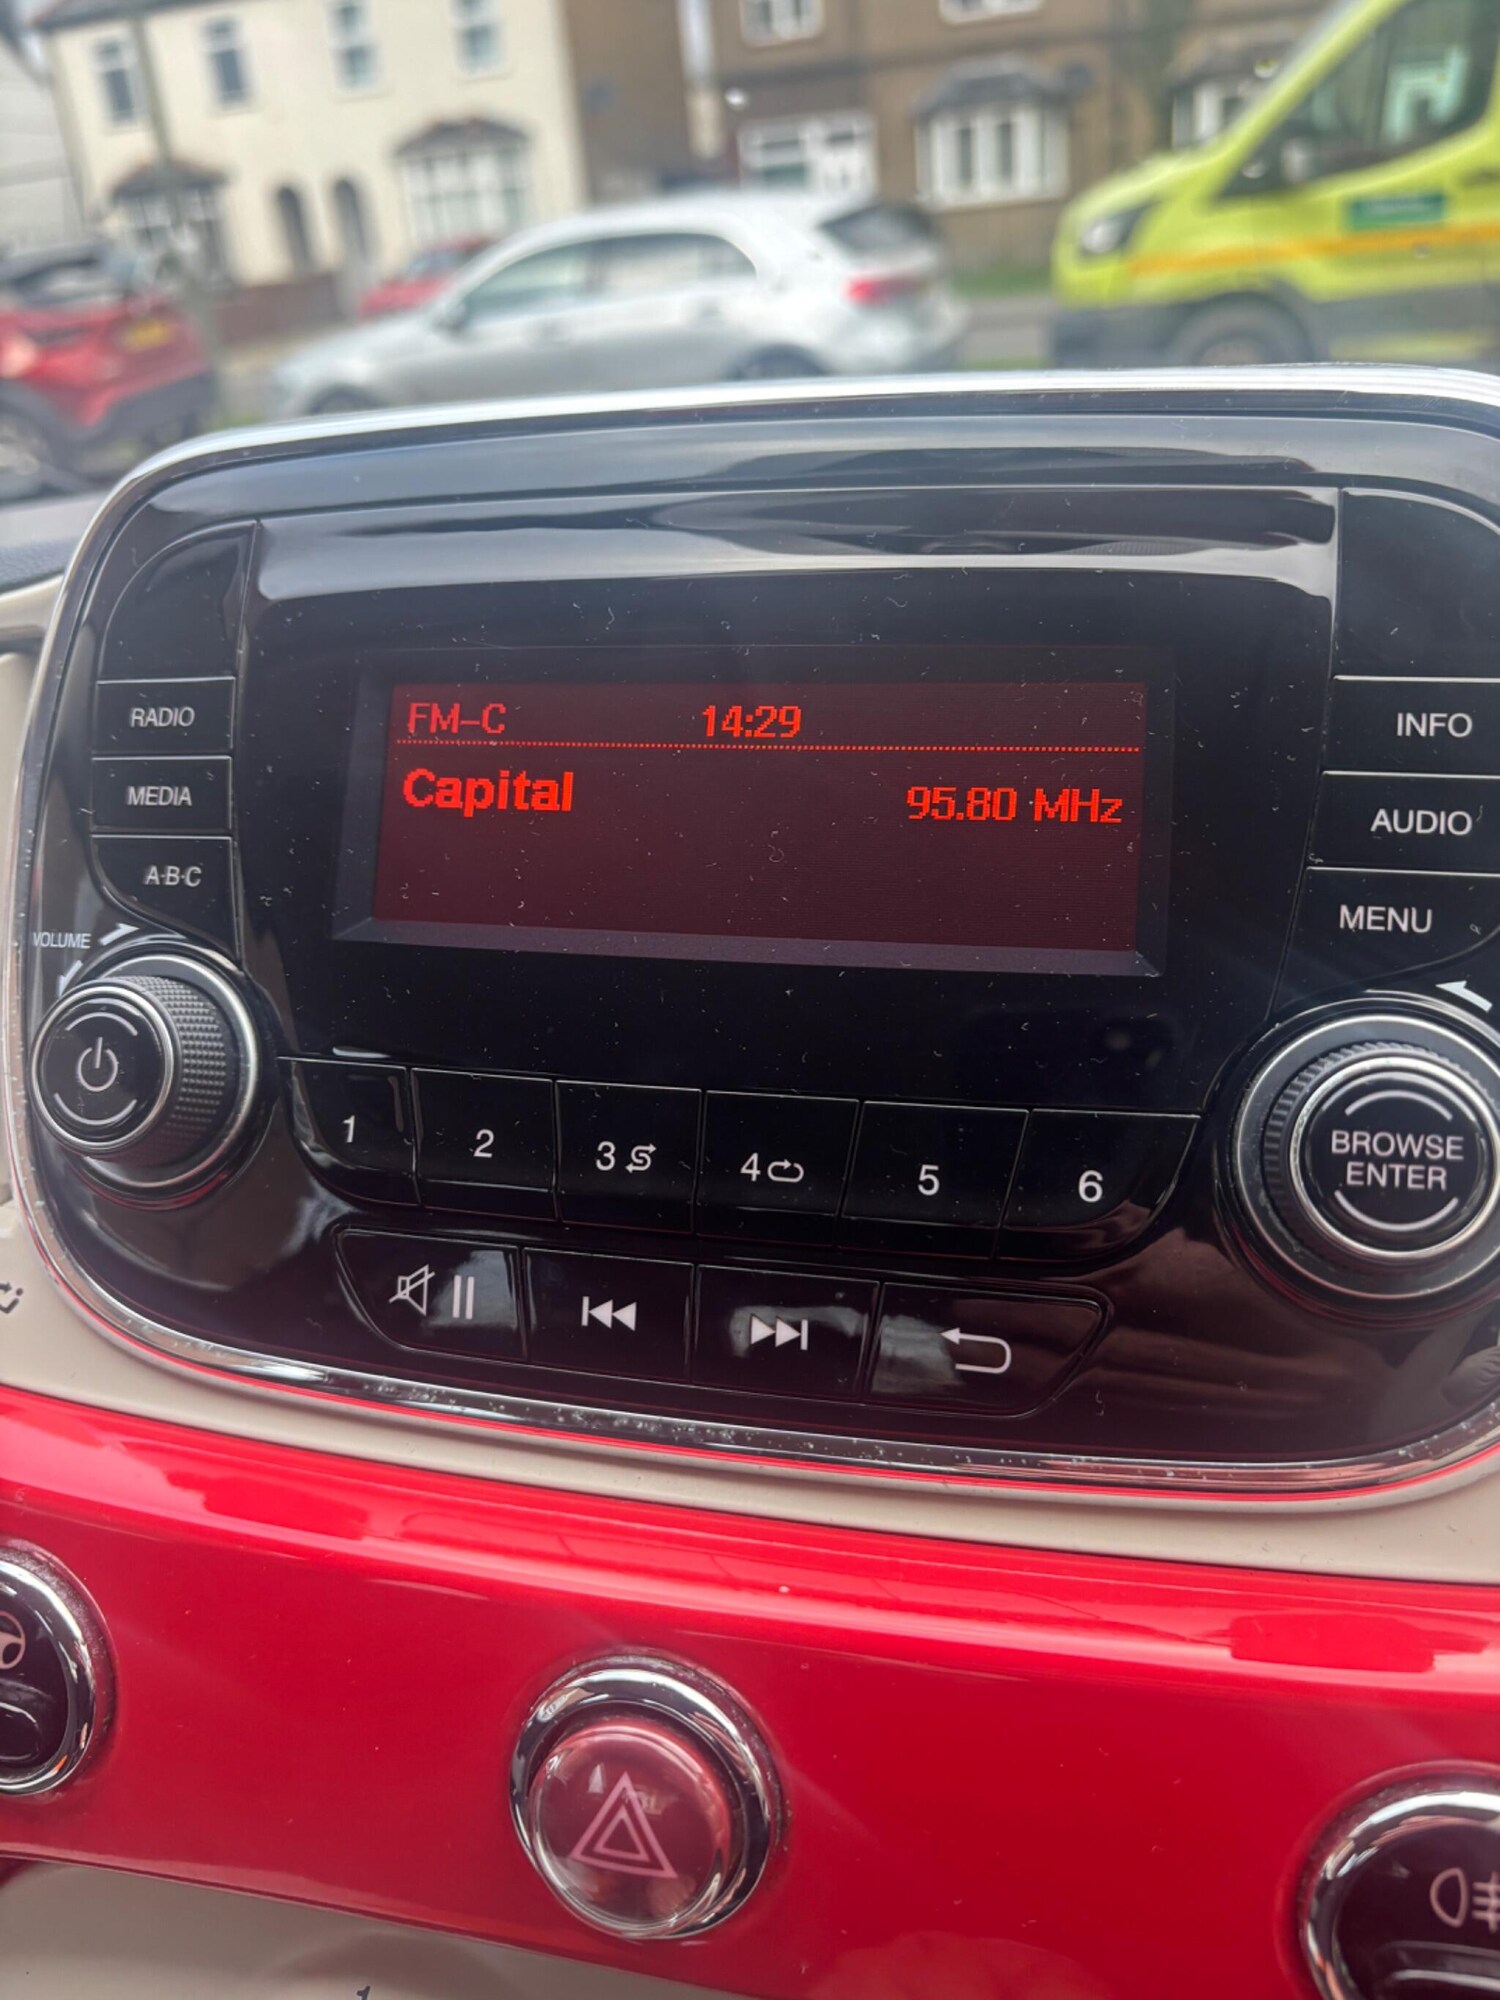 FM-C 14:29
Capital 95.80 MHz
RADIO
MEDIA
A·B·C
VOLUME
INFO
AUDIO
MENU
BROWSE
ENTER
1 2 3 4 5 6